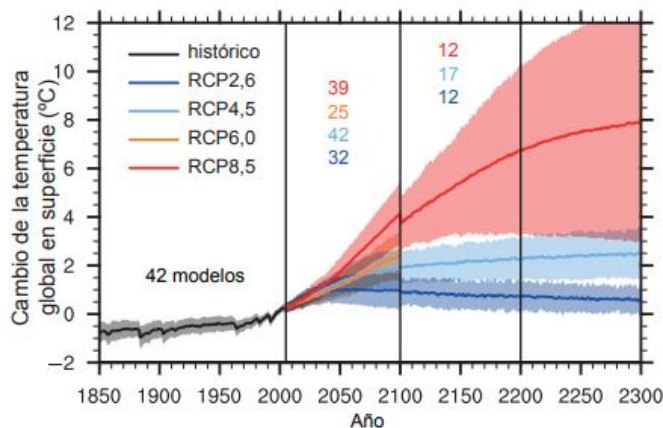 Cambio de la temperatura
global en superficie (ºC)
12
10
8
6
4
2
0
−2
histórico
RCP2,6
RCP4,5
RCP6,0
RCP8,5
42 modelos
39
25
42
32
12
17
12
1850 1900 1950 2000 2050 2100 2150 2200 2250 2300
Año